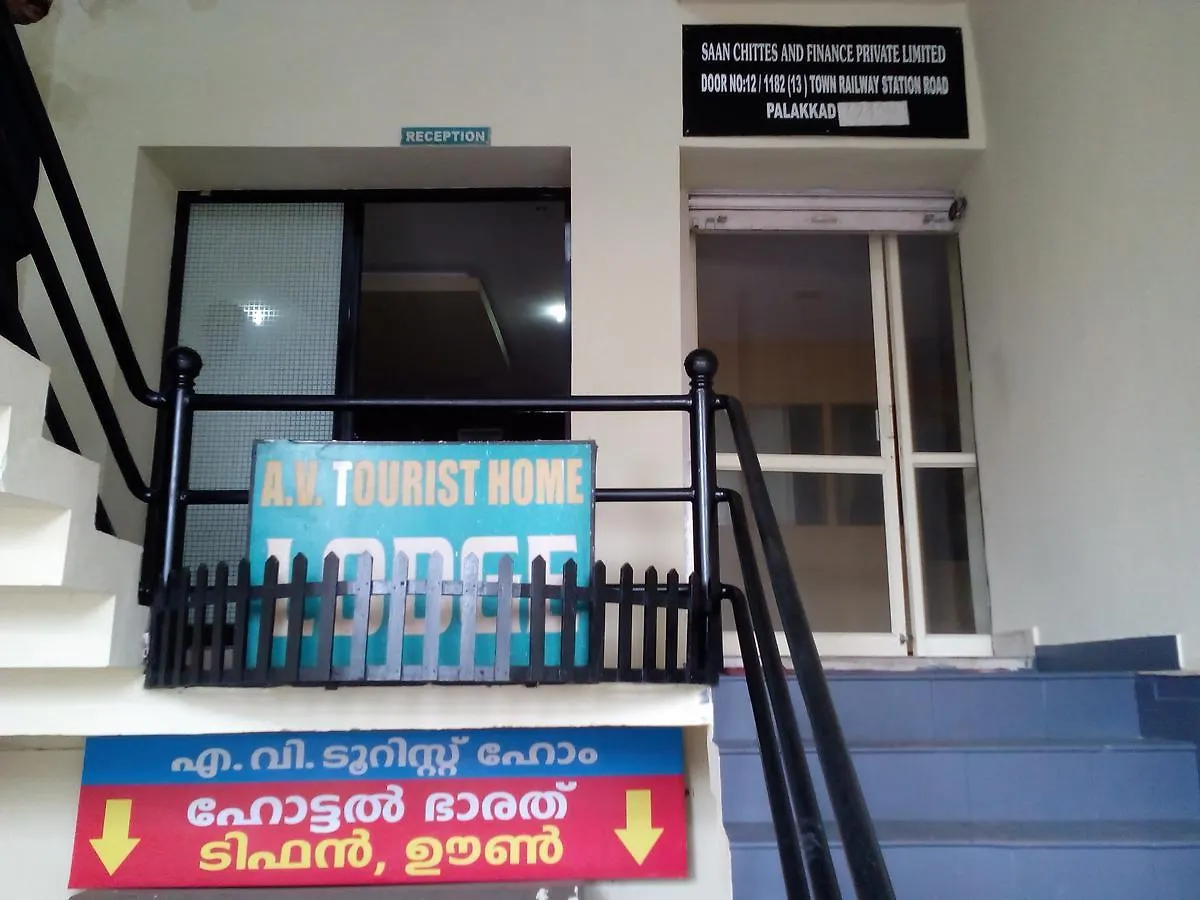 SAAN CHITTES AND FINANCE PRIVATE LIMITED
DOOR NO:12 / 1182 (13 ) TOWN RAILWAY STATION ROAD
PALAKKAD
RECEPTION
A.V. TOURIST HOME
LODGE
എ.വി.ടൂറിസ്റ്റ് ഹോം
ഹോട്ടൽ ഭാരത്
ടിഫൻ, ഊൺ